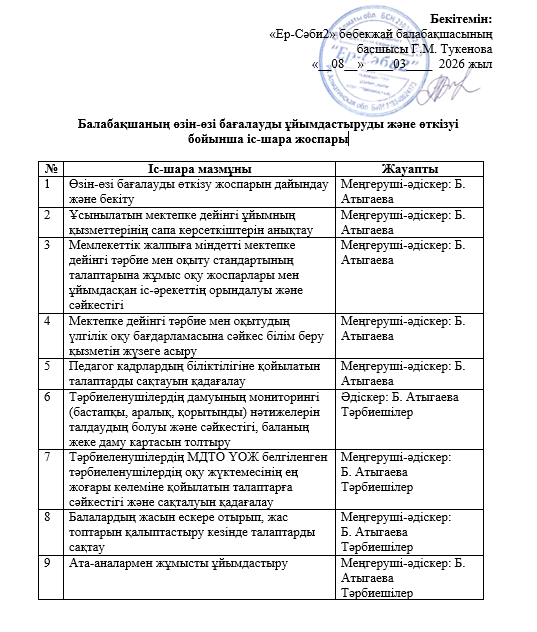 Бекітемін:
«Ер-Сәби2» бөбекжай балабақшасының
басшысы Г.М. Тукенова
«__08__» ____03____ 2026 жыл
"Ер-Сәби2"
Балабақшаның өзін-өзі бағалауды ұйымдастыруды және өткізуі
бойынша іс-шара жоспары
№ Іс-шара мазмұны Жауапты
1 Өзін-өзі бағалауды өткізу жоспарын дайындау Меңгеруші-әдіскер: Б.
және бекіту Атыгаева
2 Ұсынылатын мектепке дейінгі ұйымның Меңгеруші-әдіскер: Б.
қызметтерінің сапа көрсеткіштерін анықтау Атыгаева
3 Мемлекеттік жалпыға міндетті мектепке Меңгеруші-әдіскер: Б.
дейінгі тәрбие мен оқыту стандартының Атыгаева
талаптарына жұмыс оқу жоспарлары мен
ұйымдасқан іс-әрекеттің орындалуы және
сәйкестігі
4 Мектепке дейінгі тәрбие мен оқытудың Меңгеруші-әдіскер: Б.
үлгілік оқу бағдарламасына сәйкес білім беру Атыгаева
қызметін жүзеге асыру
5 Педагог кадрлардың біліктілігіне қойылатын Меңгеруші-әдіскер: Б.
талаптарды сақтауын қадағалау Атыгаева
6 Тәрбиеленушілердің дамуының мониторингі Әдіскер: Б. Атыгаева
(бастапқы, аралық, қорытынды) нәтижелерін Тәрбиешілер
талдаудың болуы және сәйкестігі, баланың
жеке даму картасын толтыру
7 Тәрбиеленушілердің МДТО ҮОЖ белгіленген Меңгеруші-әдіскер:
тәрбиеленушілердің оқу жүктемесінің ең Б. Атыгаева
жоғары көлеміне қойылатын талаптарға Тәрбиешілер
сәйкестігі және сақталуын қадағалау
8 Балалардың жасын ескере отырып, жас Меңгеруші-әдіскер:
топтарын қалыптастыру кезінде талаптарды Б. Атыгаева
сақтау Тәрбиешілер
9 Ата-аналармен жұмысты ұйымдастыру Меңгеруші-әдіскер: Б.
Атыгаева
Тәрбиешілер